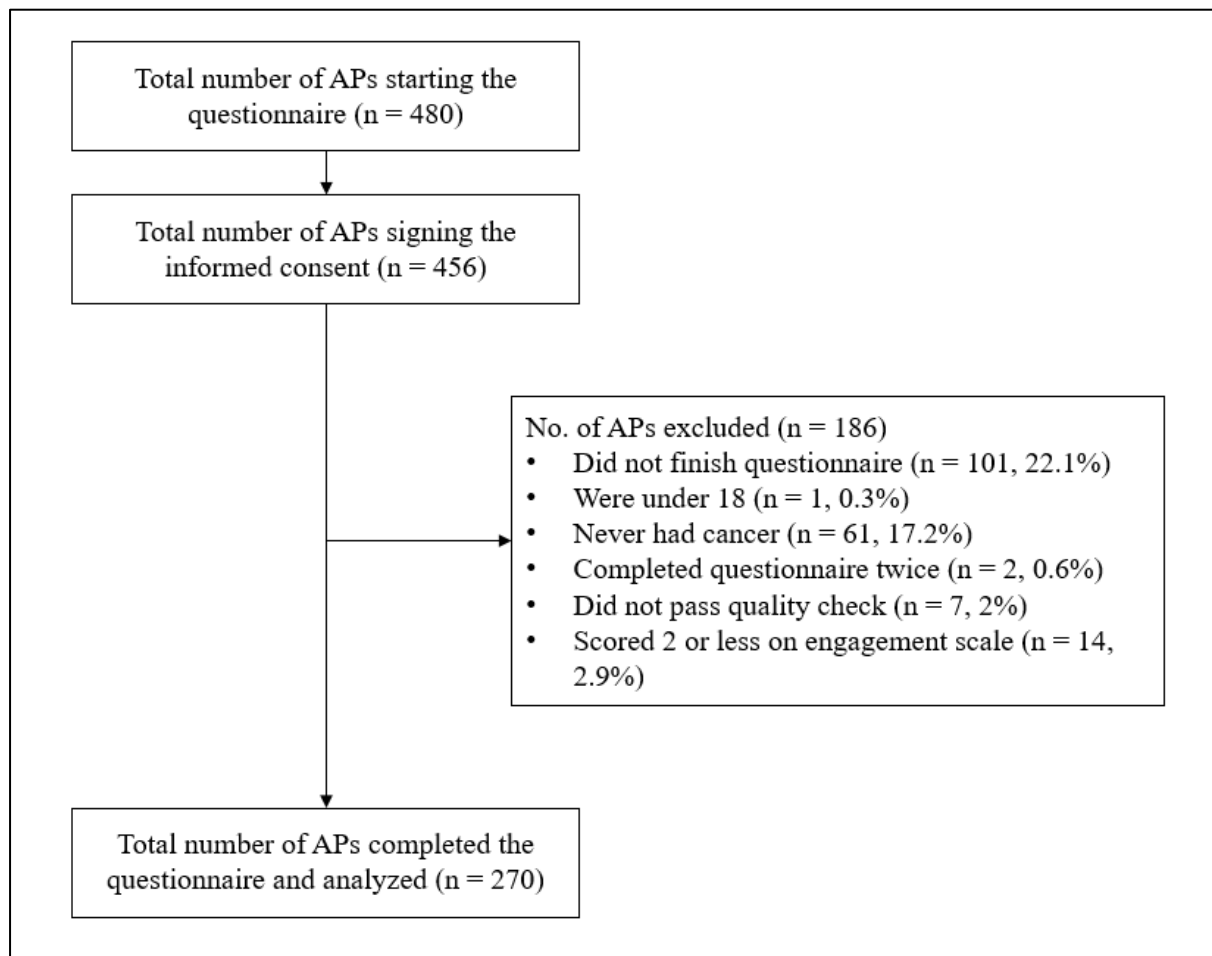 Total number of APs starting the
questionnaire (n = 480)
Total number of APs signing the
informed consent (n = 456)
No. of APs excluded (n = 186)
• Did not finish questionnaire (n = 101, 22.1%)
• Were under 18 (n = 1, 0.3%)
• Never had cancer (n = 61, 17.2%)
• Completed questionnaire twice (n = 2, 0.6%)
• Did not pass quality check (n = 7, 2%)
• Scored 2 or less on engagement scale (n = 14,
2.9%)
Total number of APs completed the
questionnaire and analyzed (n = 270)